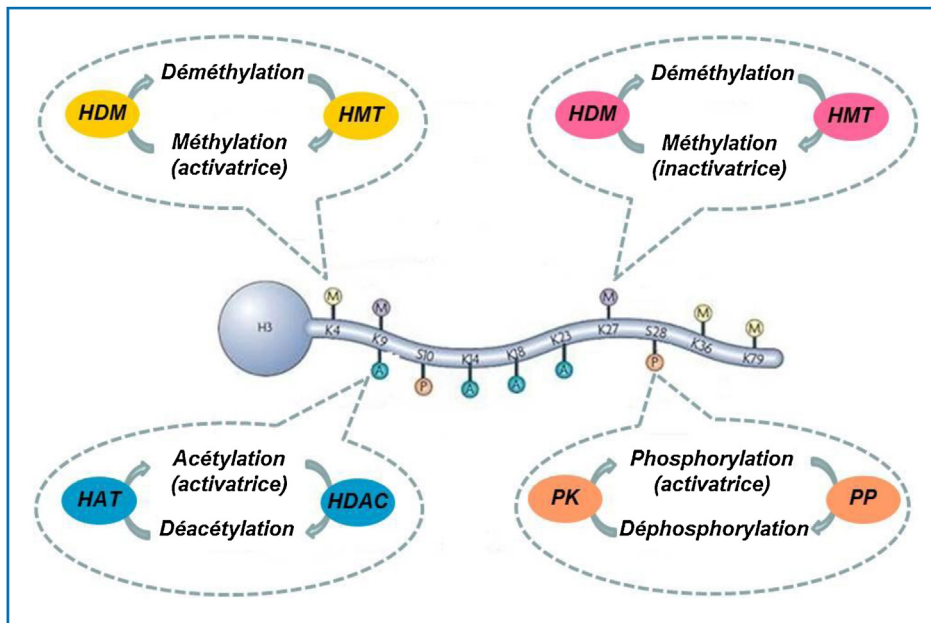 Déméthylation
HDM
HMT
Méthylation
(activatrice)
Déméthylation
HDM
HMT
Méthylation
(inactivatrice)
M
M
M
M
M
H3
K4
K9
S10
K14
K18
K23
K27
S28
K36
K79
A
P
A
A
A
P
Acétylation
(activatrice)
HAT
HDAC
Déacétylation
Phosphorylation
(activatrice)
PK
PP
Déphosphorylation